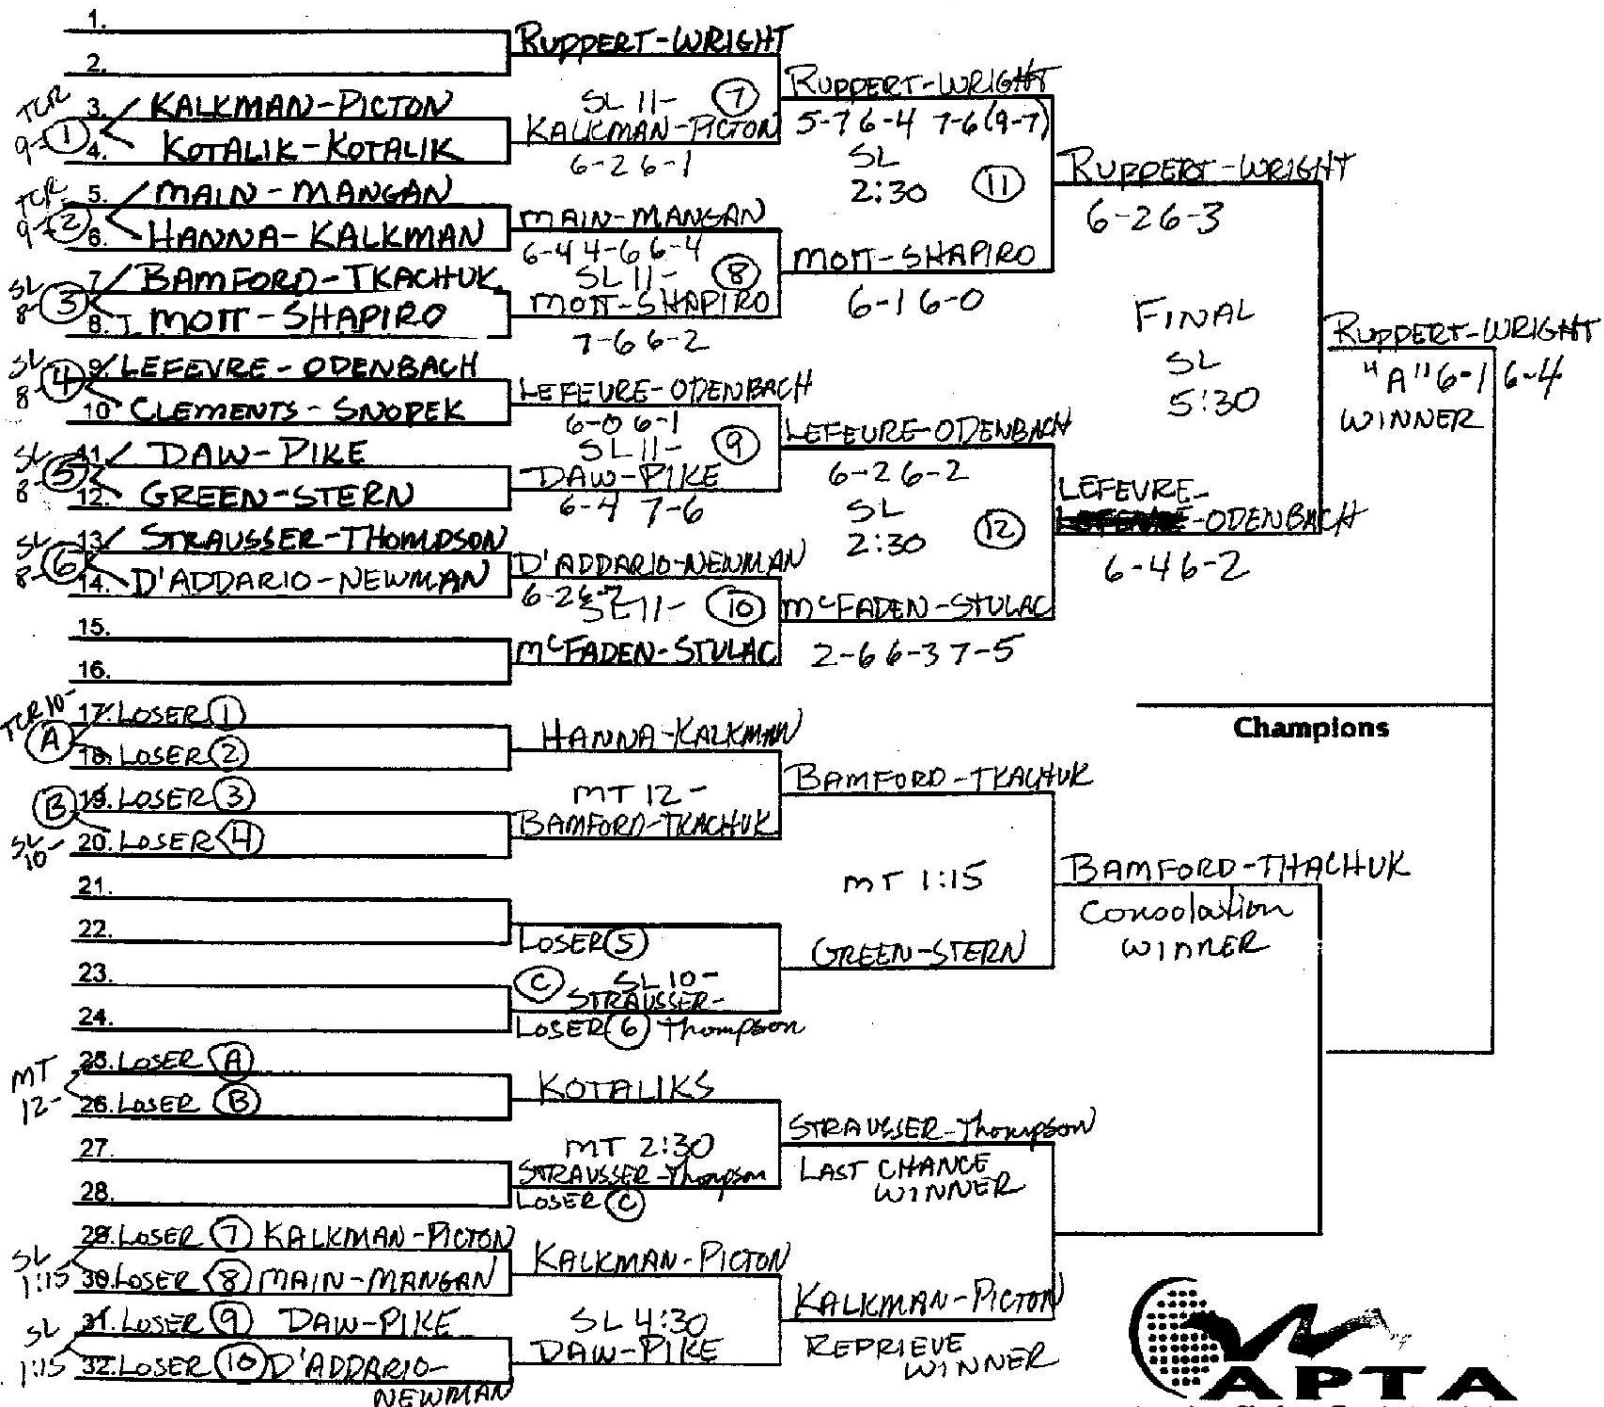 1.
RUPPERT-WRIGHT
2.
RUPPERT-WRIGHT
TCR 3. KALKMAN-PICTON
SL 11- 7
9- 1
KALKMAN-PICTON
5-7 6-4 7-6 (9-7)
4. KOTALIK-KOTALIK
6-2 6-1
SL
2:30 11
RUPPERT-WRIGHT
6-2 6-3
TCR 5. MAIN-MANGAN
9- 2
6. HANNA-KALKMAN
MAIN-MANGAN
6-4 4-6 6-4
SL 11- 8
MOTT-SHAPIRO
6-1 6-0
SL 7. BAMFORD-TKACHUK
8- 3
8. MOTT-SHAPIRO
MOTT-SHAPIRO
7-6 6-2
FINAL
SL
5:30
RUPPERT-WRIGHT
"A" 6-1 6-4
WINNER
SL 9. LEFEVRE-ODENBACH
8- 4
10. CLEMENTS-SNOPEK
LEFEVRE-ODENBACH
6-0 6-1
SL 11- 9
LEFEVRE-ODENBACH
6-2 6-2
SL 11. DAW-PIKE
8- 5
12. GREEN-STERN
DAW-PIKE
6-4 7-6
SL
2:30 12
LEFEVRE-
-ODENBACH
6-4 6-2
SL 13. STRAUSSER-THOMPSON
8- 6
14. D'ADDARIO-NEWMAN
D'ADDARIO-NEWMAN
6-2
SL 11- 10
McFADEN-STULAC
2-6 6-3 7-5
15.
McFADEN-STULAC
16.
TCR 10-
A
17. LOSER 1
18. LOSER 2
HANNA-KALKMAN
Champions
MT 12-
BAMFORD-TKACHUK
B
SL 10-
19. LOSER 3
20. LOSER 4
BAMFORD-TKACHUK
MT 1:15
BAMFORD-THACHUK
Consolation
WINNER
21.
22.
LOSER 5
GREEN-STERN
23.
C SL 10-
STRAUSSER-
24.
LOSER 6 Thompson
MT
12-
25. LOSER A
26. LOSER B
KOTALIKS
MT 2:30
STRAUSSER-Thompson
LAST CHANCE
WINNER
27.
STRAUSSER-Thompson
28.
LOSER C
SL
1:15
29. LOSER 7 KALKMAN-PICTON
30. LOSER 8 MAIN-MANGAN
KALKMAN-PICTON
SL 4:30
KALKMAN-PICTON
REPRIEVE
WINNER
SL
1:15
31. LOSER 9 DAW-PIKE
DAW-PIKE
32. LOSER 10 D'ADDARIO-
NEWMAN
APTA